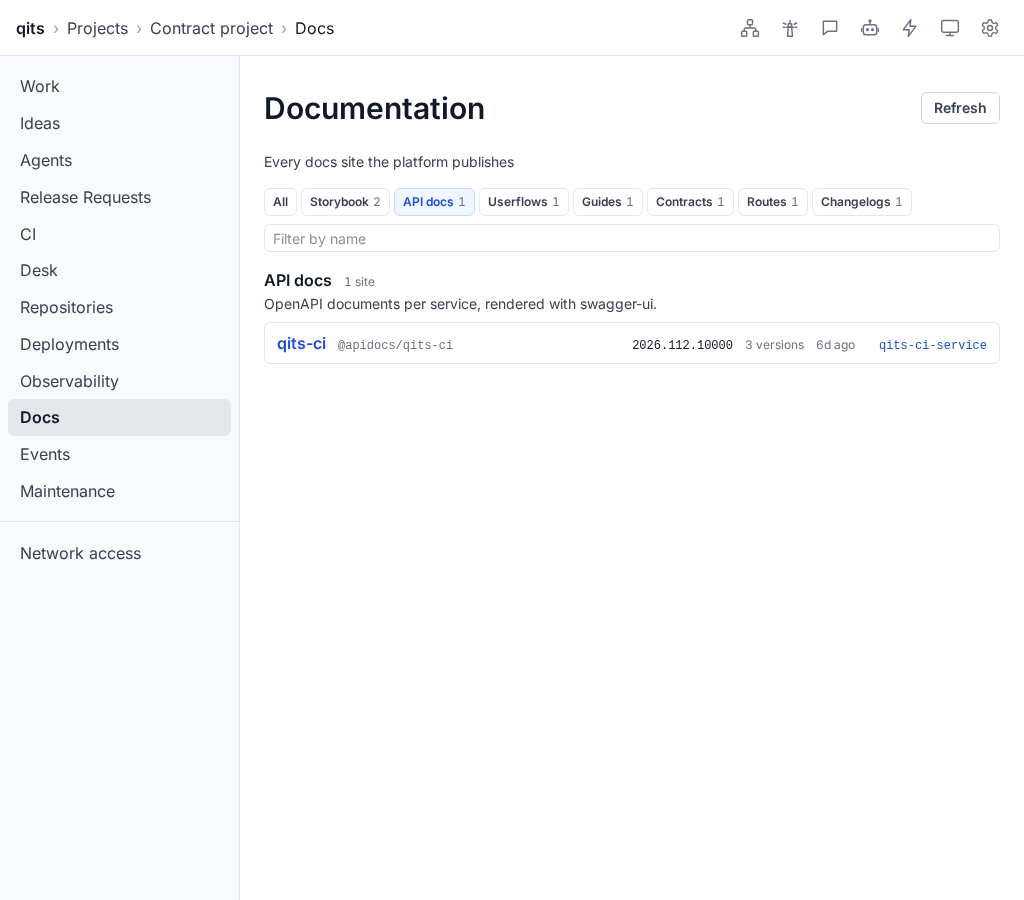 qits › Projects › Contract project › Docs
Work
Ideas
Agents
Release Requests
CI
Desk
Repositories
Deployments
Observability
Docs
Events
Maintenance
Network access
Documentation
Refresh
Every docs site the platform publishes
All Storybook 2 API docs 1 Userflows 1 Guides 1 Contracts 1 Routes 1 Changelogs 1
Filter by name
API docs 1 site
OpenAPI documents per service, rendered with swagger-ui.
qits-ci @apidocs/qits-ci 2026.112.10000 3 versions 6d ago qits-ci-service